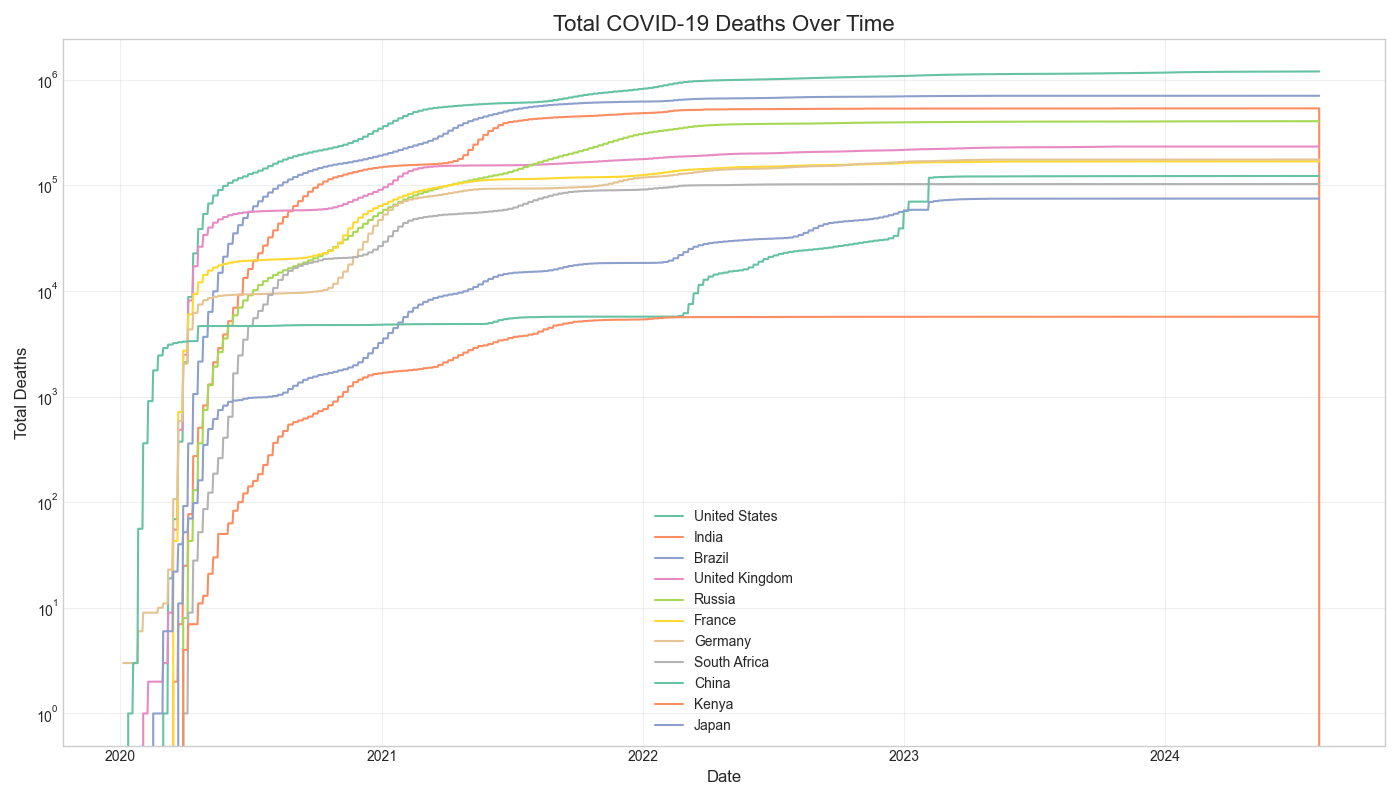 Total COVID-19 Deaths Over Time
Total Deaths
10^6
10^5
10^4
10^3
10^2
10^1
10^0
United States
India
Brazil
United Kingdom
Russia
France
Germany
South Africa
China
Kenya
Japan
2020 2021 2022 2023 2024
Date